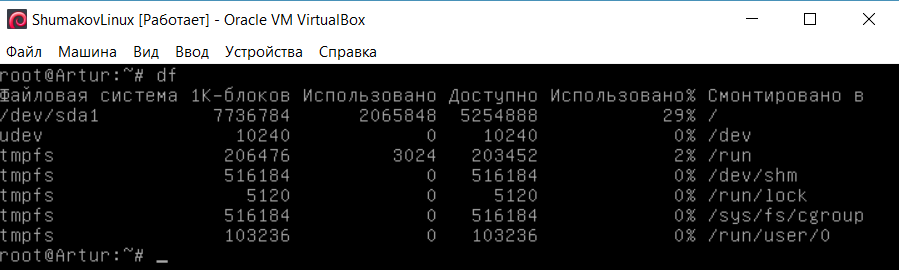 ShumakovLinux [Работает] - Oracle VM VirtualBox
Файл Машина Вид Ввод Устройства Справка
root@Artur:~# df
Файловая система 1K-блоков Использовано Доступно Использовано% Смонтировано в
/dev/sda1 7736784 2065848 5254888 29% /
udev 10240 0 10240 0% /dev
tmpfs 206476 3024 203452 2% /run
tmpfs 516184 0 516184 0% /dev/shm
tmpfs 5120 0 5120 0% /run/lock
tmpfs 516184 0 516184 0% /sys/fs/cgroup
tmpfs 103236 0 103236 0% /run/user/0
root@Artur:~# _